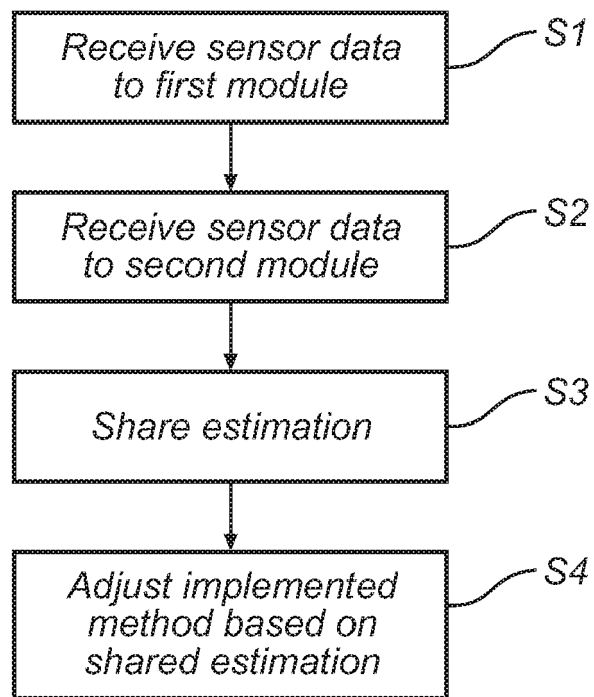 Receive sensor data
to first module
S1
Receive sensor data
to second module
S2
Share estimation
S3
Adjust implemented
method based on
shared estimation
S4